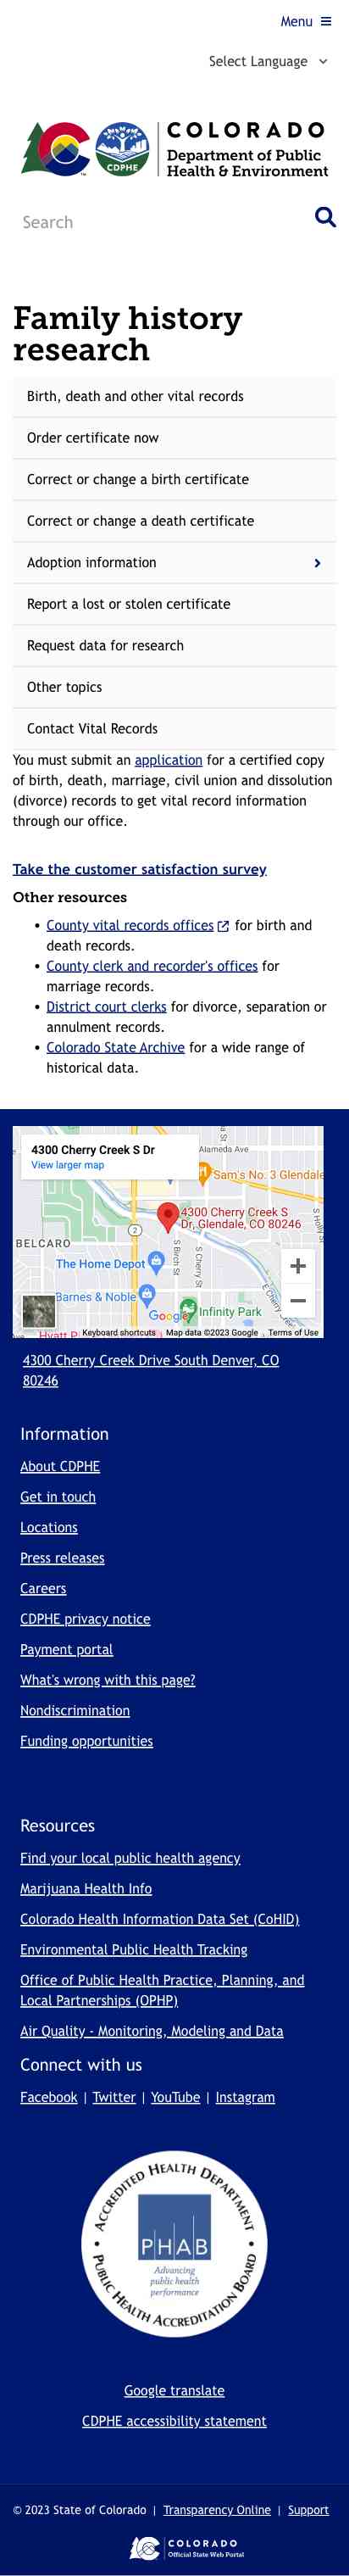 Menu
Select Language
COLORADO
Department of Public
Health & Environment
CDPHE
TM
Search
Family history
research
Birth, death and other vital records
Order certificate now
Correct or change a birth certificate
Correct or change a death certificate
Adoption information
Report a lost or stolen certificate
Request data for research
Other topics
Contact Vital Records
You must submit an application for a certified copy
of birth, death, marriage, civil union and dissolution
(divorce) records to get vital record information
through our office.
Take the customer satisfaction survey
Other resources
• County vital records offices for birth and
death records.
• County clerk and recorder's offices for
marriage records.
• District court clerks for divorce, separation or
annulment records.
• Colorado State Archive for a wide range of
historical data.
4300 Cherry Creek S Dr
View larger map
Alameda Ave
Sam's No. 3 Glendale
4300 Cherry Creek S
Dr, Glendale, CO 80246
2
BELCARO
S Birch St
S Cherry St
S Holly St
The Home Depot
Barnes & Noble
Infinity Park
Google
Hyatt P
Keyboard shortcuts
Map data ©2023 Google
Terms of Use
4300 Cherry Creek Drive South Denver, CO
80246
Information
About CDPHE
Get in touch
Locations
Press releases
Careers
CDPHE privacy notice
Payment portal
What's wrong with this page?
Nondiscrimination
Funding opportunities
Resources
Find your local public health agency
Marijuana Health Info
Colorado Health Information Data Set (CoHID)
Environmental Public Health Tracking
Office of Public Health Practice, Planning, and
Local Partnerships (OPHP)
Air Quality - Monitoring, Modeling and Data
Connect with us
Facebook | Twitter | YouTube | Instagram
ACCREDITED HEALTH DEPARTMENT
PHAB
Advancing
public health
performance
PUBLIC HEALTH ACCREDITATION BOARD
Google translate
CDPHE accessibility statement
© 2023 State of Colorado | Transparency Online | Support
COLORADO
Official State Web Portal